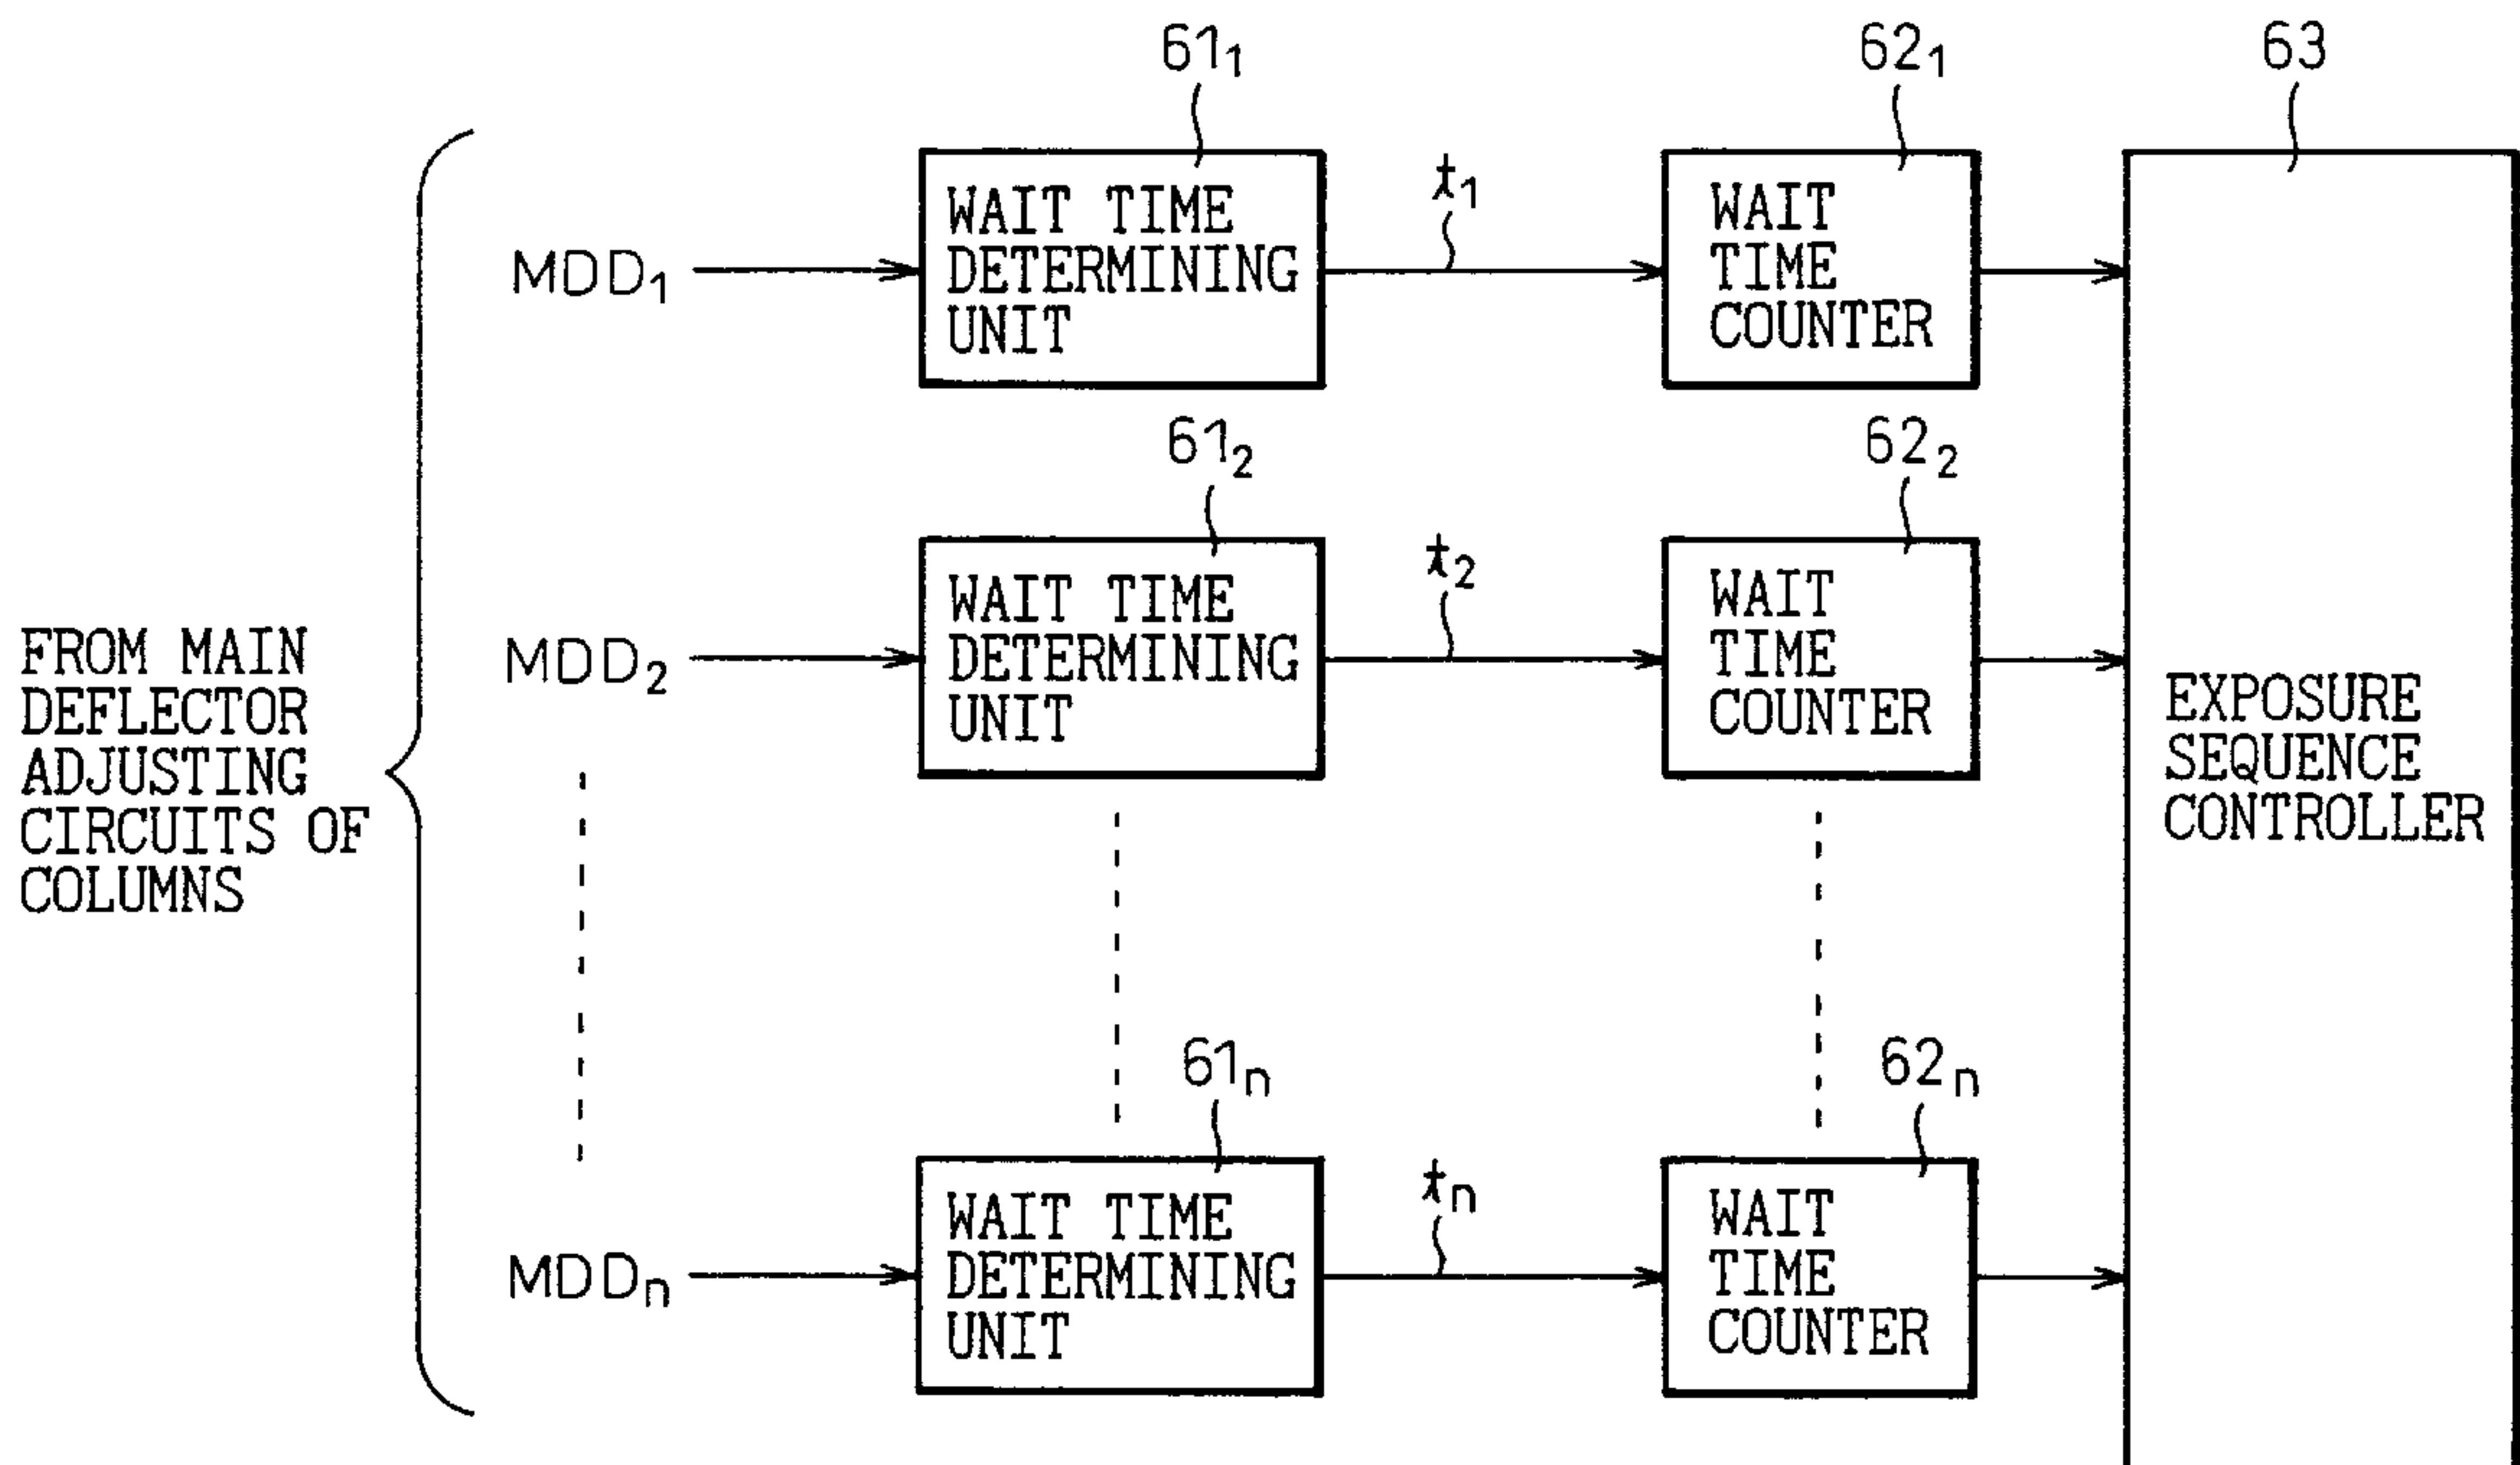 61₁
62₁
63
MDD₁
WAIT TIME
DETERMINING
UNIT
t₁
WAIT
TIME
COUNTER
61₂
62₂
MDD₂
WAIT TIME
DETERMINING
UNIT
t₂
WAIT
TIME
COUNTER
FROM MAIN
DEFLECTOR
ADJUSTING
CIRCUITS OF
COLUMNS
EXPOSURE
SEQUENCE
CONTROLLER
61ₙ
62ₙ
MDDₙ
WAIT TIME
DETERMINING
UNIT
tₙ
WAIT
TIME
COUNTER